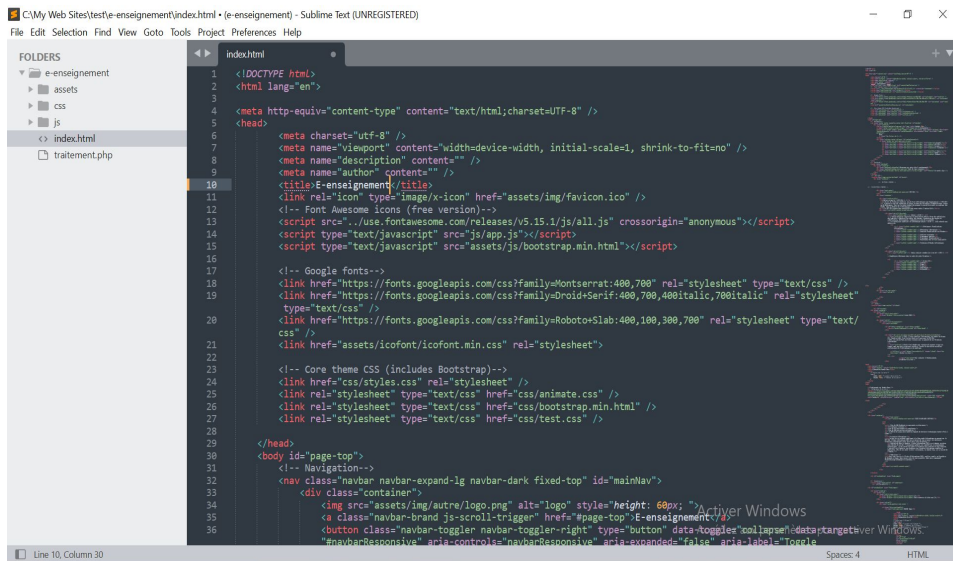 C:\My Web Sites\test\e-enseignement\index.html • (e-enseignement) - Sublime Text (UNREGISTERED)
File Edit Selection Find View Goto Tools Project Preferences Help
FOLDERS
e-enseignement
assets
css
js
<> index.html
traitement.php
index.html
1 <!DOCTYPE html>
2 <html lang="en">
3
4 <meta http-equiv="content-type" content="text/html;charset=UTF-8" />
5 <head>
6 <meta charset="utf-8" />
7 <meta name="viewport" content="width=device-width, initial-scale=1, shrink-to-fit=no" />
8 <meta name="description" content="" />
9 <meta name="author" content="" />
10 <title>E-enseignement</title>
11 <link rel="icon" type="image/x-icon" href="assets/img/favicon.ico" />
12 <!-- Font Awesome icons (free version)-->
13 <script src="../use.fontawesome.com/releases/v5.15.1/js/all.js" crossorigin="anonymous"></script>
14 <script type="text/javascript" src="js/app.js"></script>
15 <script type="text/javascript" src="assets/js/bootstrap.min.html"></script>
16
17 <!-- Google fonts-->
18 <link href="https://fonts.googleapis.com/css?family=Montserrat:400,700" rel="stylesheet" type="text/css" />
19 <link href="https://fonts.googleapis.com/css?family=Droid+Serif:400,700,400italic,700italic" rel="stylesheet"
type="text/css" />
20 <link href="https://fonts.googleapis.com/css?family=Roboto+Slab:400,100,300,700" rel="stylesheet" type="text/
css" />
21 <link href="assets/icofont/icofont.min.css" rel="stylesheet">
22
23 <!-- Core theme CSS (includes Bootstrap)-->
24 <link href="css/styles.css" rel="stylesheet" />
25 <link rel="stylesheet" type="text/css" href="css/animate.css" />
26 <link rel="stylesheet" type="text/css" href="css/bootstrap.min.html" />
27 <link rel="stylesheet" type="text/css" href="css/test.css" />
28
29 </head>
30 <body id="page-top">
31 <!-- Navigation-->
32 <nav class="navbar navbar-expand-lg navbar-dark fixed-top" id="mainNav">
33 <div class="container">
34 <img src="assets/img/autre/logo.png" alt="logo" style="height: 60px; ">
35 <a class="navbar-brand js-scroll-trigger" href="#page-top">E-enseignement</a>
36 <button class="navbar-toggler navbar-toggler-right" type="button" data-toggle="collapse" data-target=
"#navbarResponsive" aria-controls="navbarResponsive" aria-expanded="false" aria-label="Toggle
Activer Windows
Line 10, Column 30
Spaces: 4
HTML